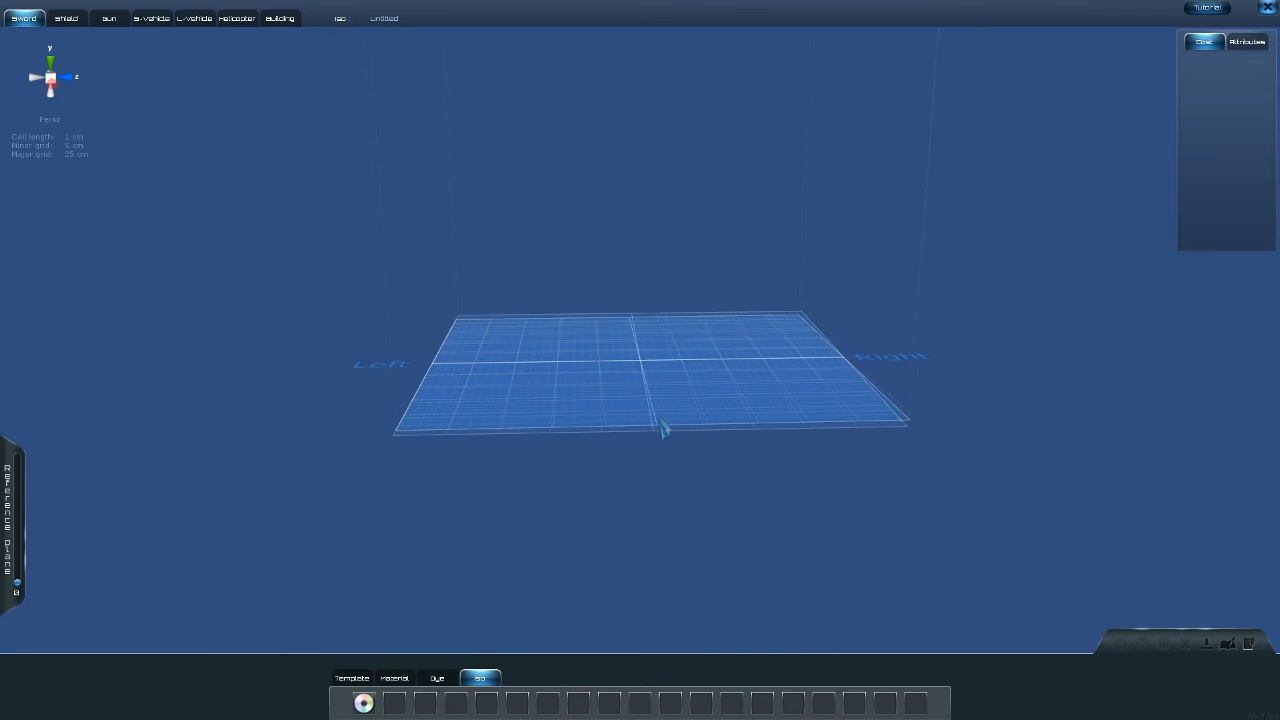 Sword Shield Gun S-Vehicle L-Vehicle Helicopter Building Iso : Untitled Tutorial
Cost Attributes
y
z
Persp
Cell length: 1 cm
Minor grid: 5 cm
Major grid: 25 cm
Left Right
Reference plane
0
Template Material Dye Iso